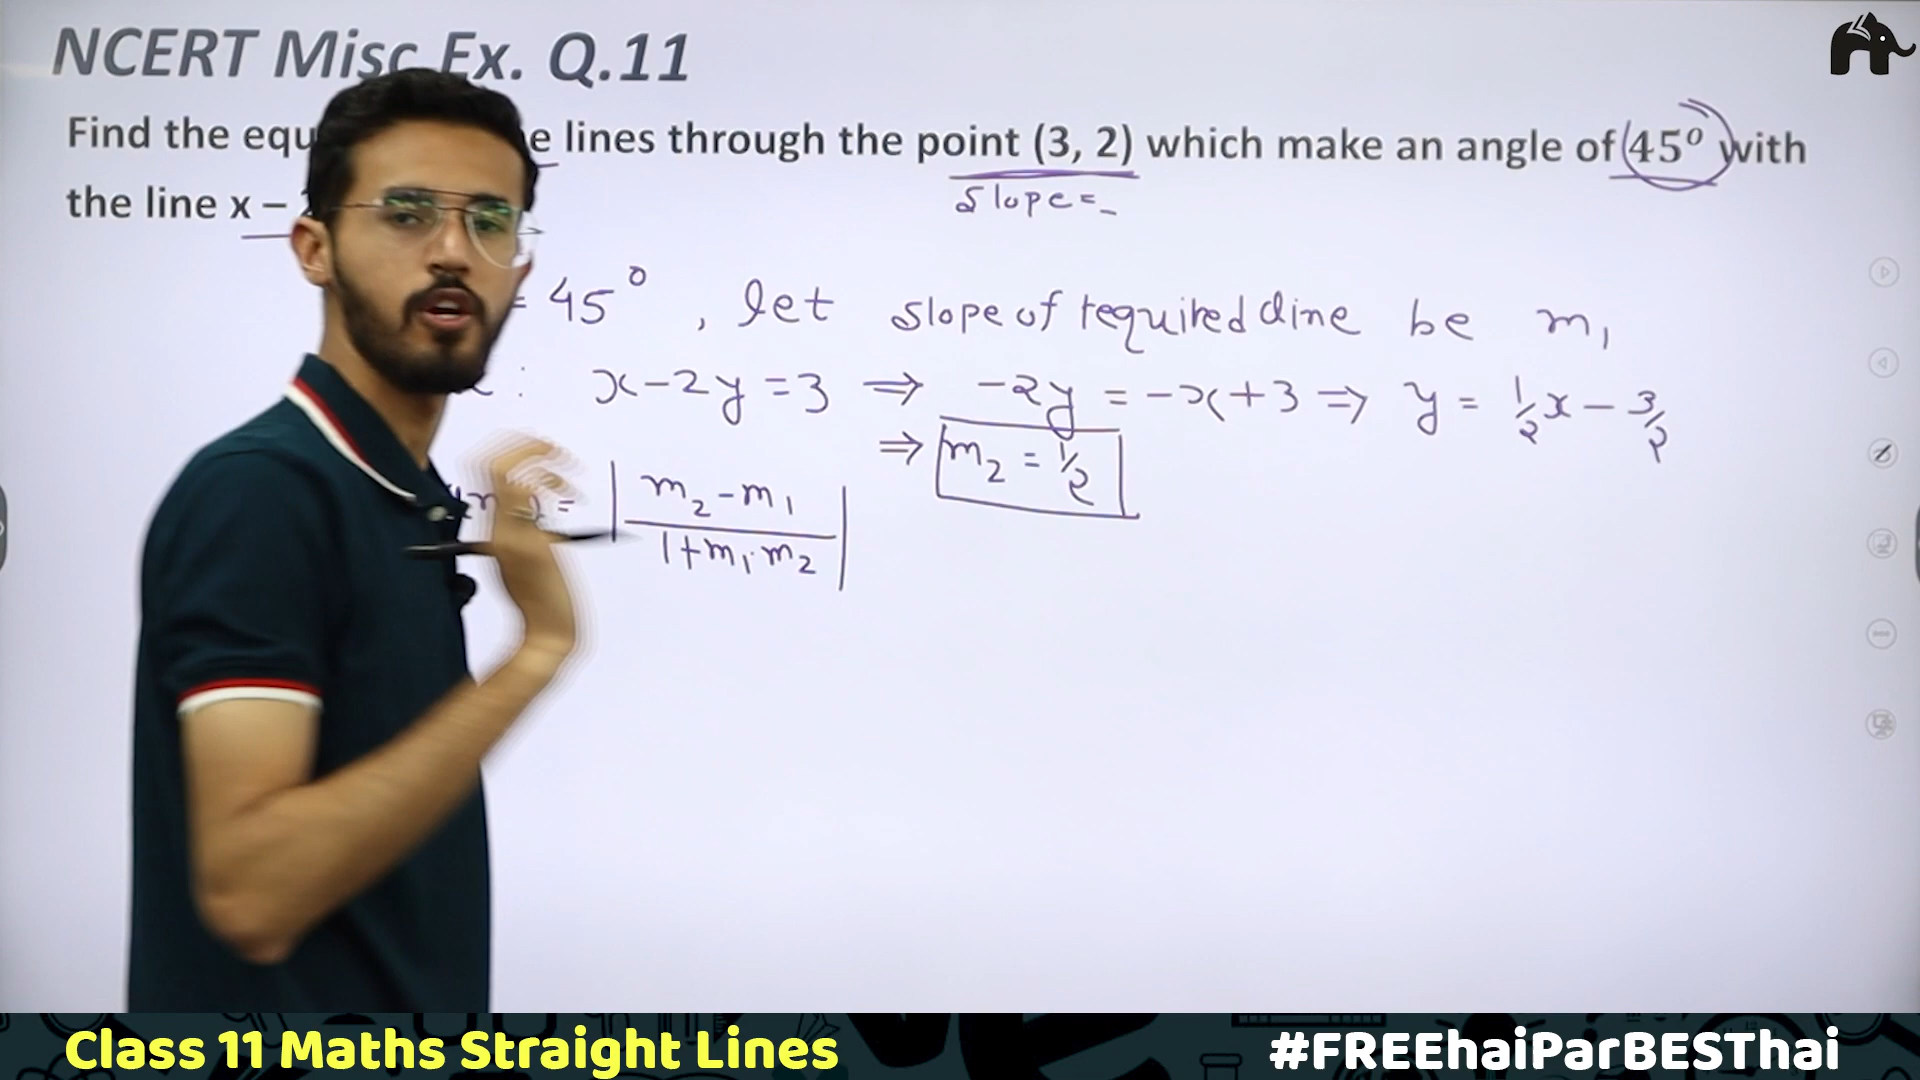 NCERT Misc Ex. Q.11
Find the equ e lines through the point (3, 2) which make an angle of 45° with
the line x –
Slope = _
= 45° , let slope of required line be m₁
: x - 2y = 3 ⇒ -2y = -x + 3 ⇒ y = 1/2 x - 3/2
⇒ m₂ = 1/2
= | m₂ - m₁ / 1 + m₁·m₂ |
Class 11 Maths Straight Lines
#FREEhaiParBESThai